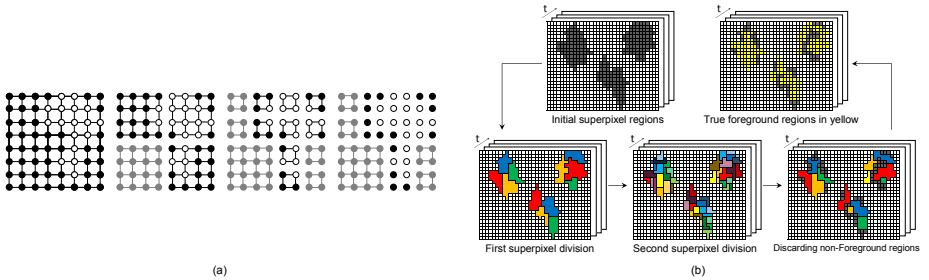 t
t
Initial superpixel regions
True foreground regions in yellow
t
t
t
First superpixel division
Second superpixel division
Discarding non-Foreground regions
(a)
(b)